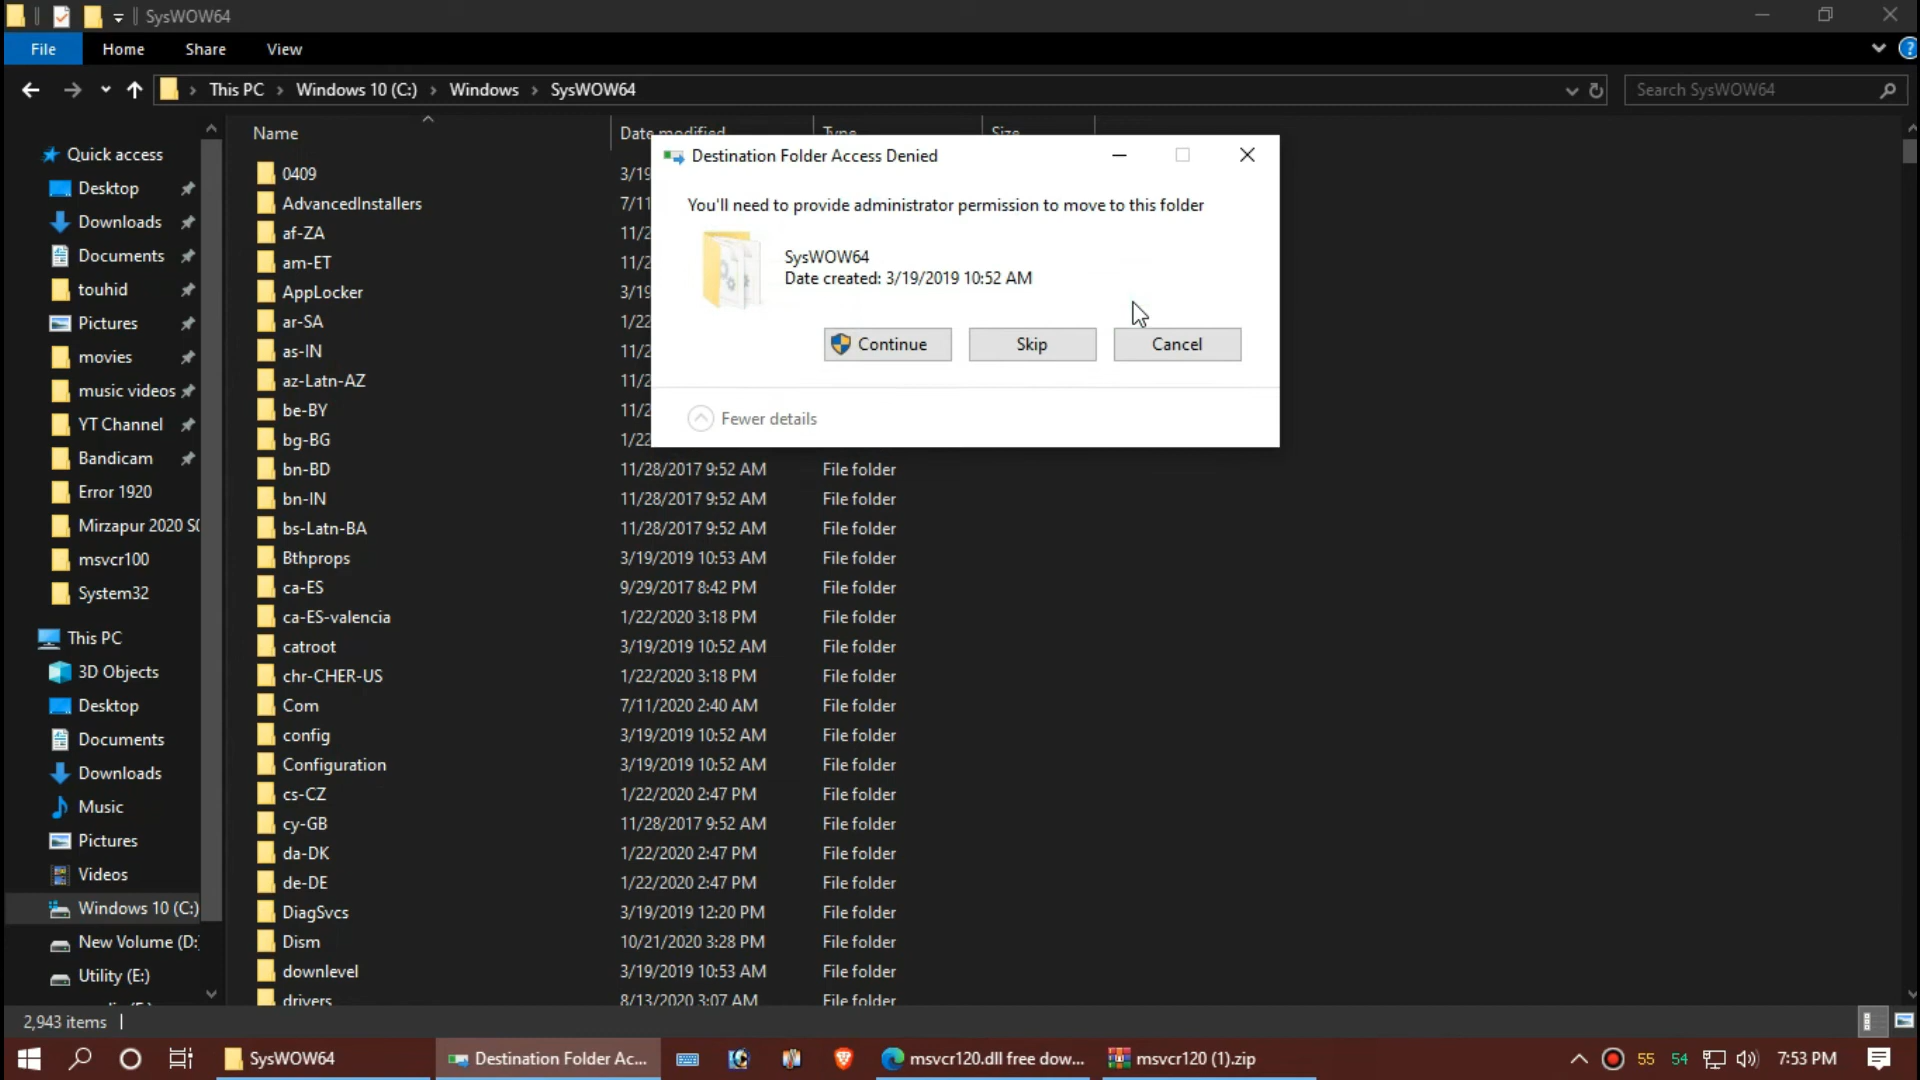 SysWOW64
File Home Share View
This PC Windows 10 (C:) Windows SysWOW64
Search SysWOW64
Quick access
Desktop
Downloads
Documents
touhid
Pictures
movies
music videos
YT Channel
Bandicam
Error 1920
Mirzapur 2020 S0
msvcr100
System32
This PC
3D Objects
Desktop
Documents
Downloads
Music
Pictures
Videos
Windows 10 (C:)
New Volume (D:)
Utility (E:)
Name Date modified Type Size
0409 3/19
AdvancedInstallers 7/11
af-ZA 11/2
am-ET 11/2
AppLocker 3/19
ar-SA 1/22
as-IN 11/2
az-Latn-AZ 11/2
be-BY 11/2
bg-BG 1/22
bn-BD 11/28/2017 9:52 AM File folder
bn-IN 11/28/2017 9:52 AM File folder
bs-Latn-BA 11/28/2017 9:52 AM File folder
Bthprops 3/19/2019 10:53 AM File folder
ca-ES 9/29/2017 8:42 PM File folder
ca-ES-valencia 1/22/2020 3:18 PM File folder
catroot 3/19/2019 10:52 AM File folder
chr-CHER-US 1/22/2020 3:18 PM File folder
Com 7/11/2020 2:40 AM File folder
config 3/19/2019 10:52 AM File folder
Configuration 3/19/2019 10:52 AM File folder
cs-CZ 1/22/2020 2:47 PM File folder
cy-GB 11/28/2017 9:52 AM File folder
da-DK 1/22/2020 2:47 PM File folder
de-DE 1/22/2020 2:47 PM File folder
DiagSvcs 3/19/2019 12:20 PM File folder
Dism 10/21/2020 3:28 PM File folder
downlevel 3/19/2019 10:53 AM File folder
drivers 8/13/2020 3:07 AM File folder
Destination Folder Access Denied
You'll need to provide administrator permission to move to this folder
SysWOW64
Date created: 3/19/2019 10:52 AM
Continue Skip Cancel
Fewer details
2,943 items
SysWOW64 Destination Folder Ac... msvcr120.dll free dow... msvcr120 (1).zip 55 54 7:53 PM